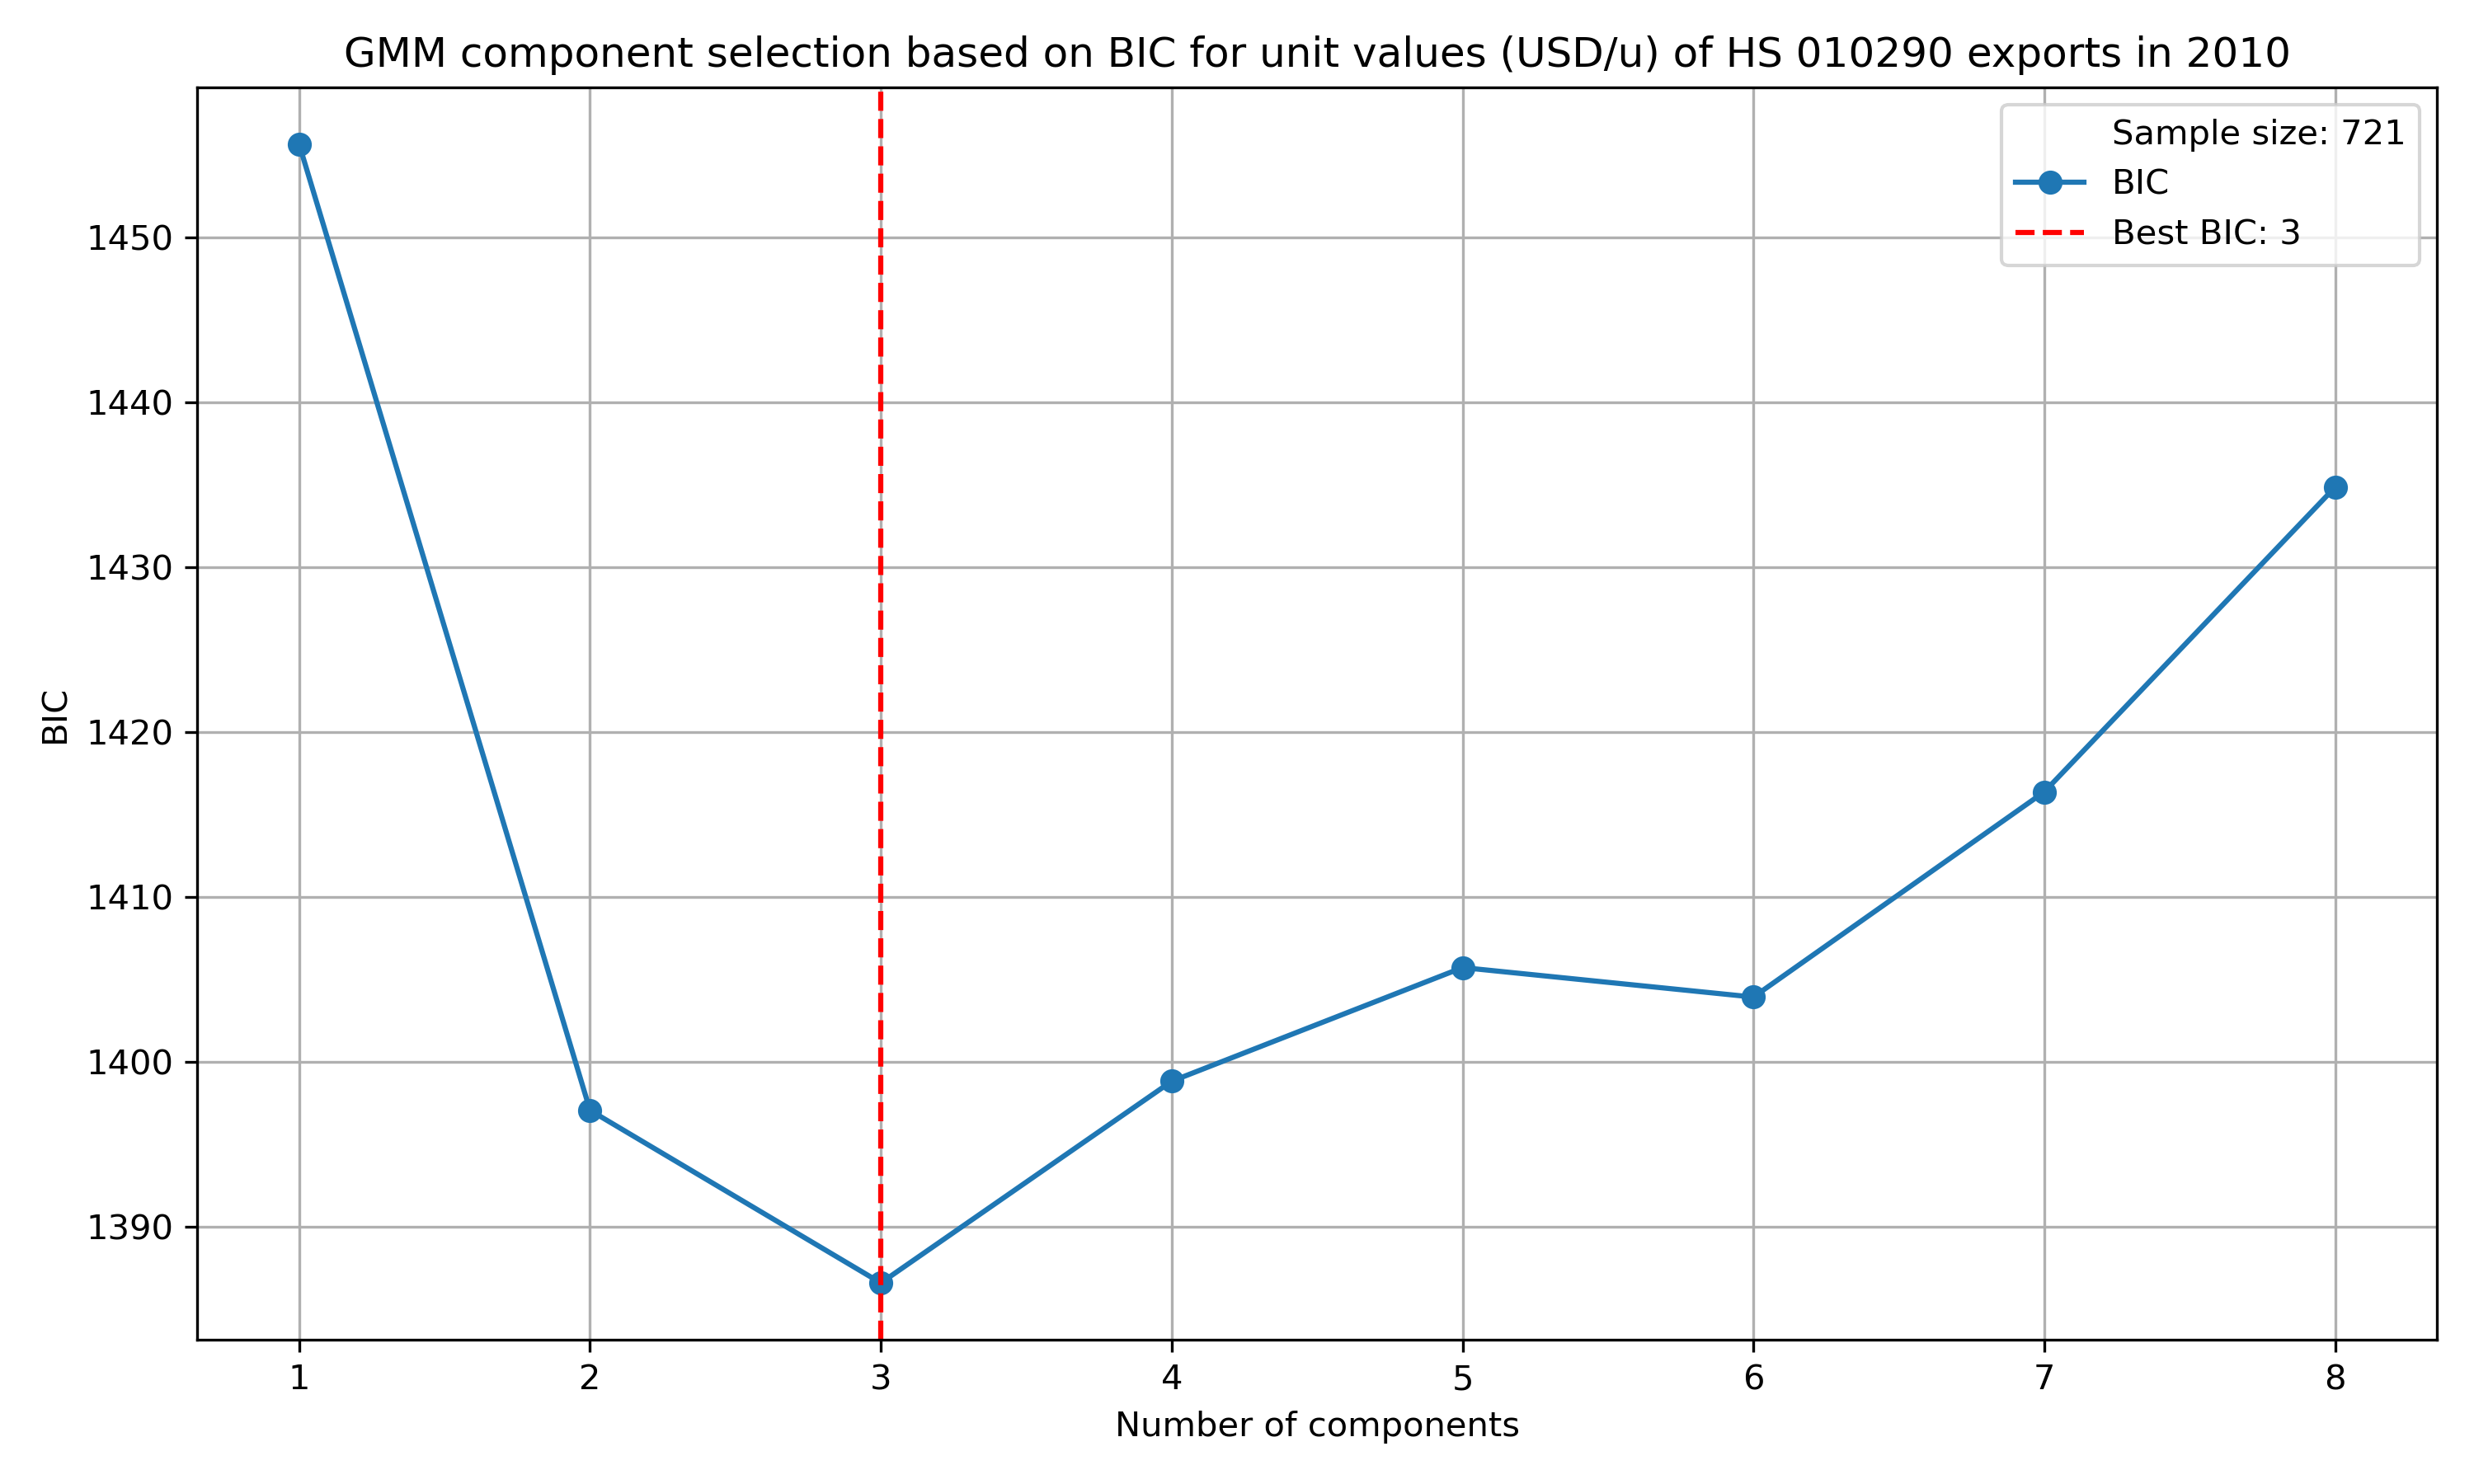 GMM component selection based on BIC for unit values (USD/u) of HS 010290 exports in 2010
Sample size: 721
BIC
Best BIC: 3
BIC
1450
1440
1430
1420
1410
1400
1390
1 2 3 4 5 6 7 8
Number of components